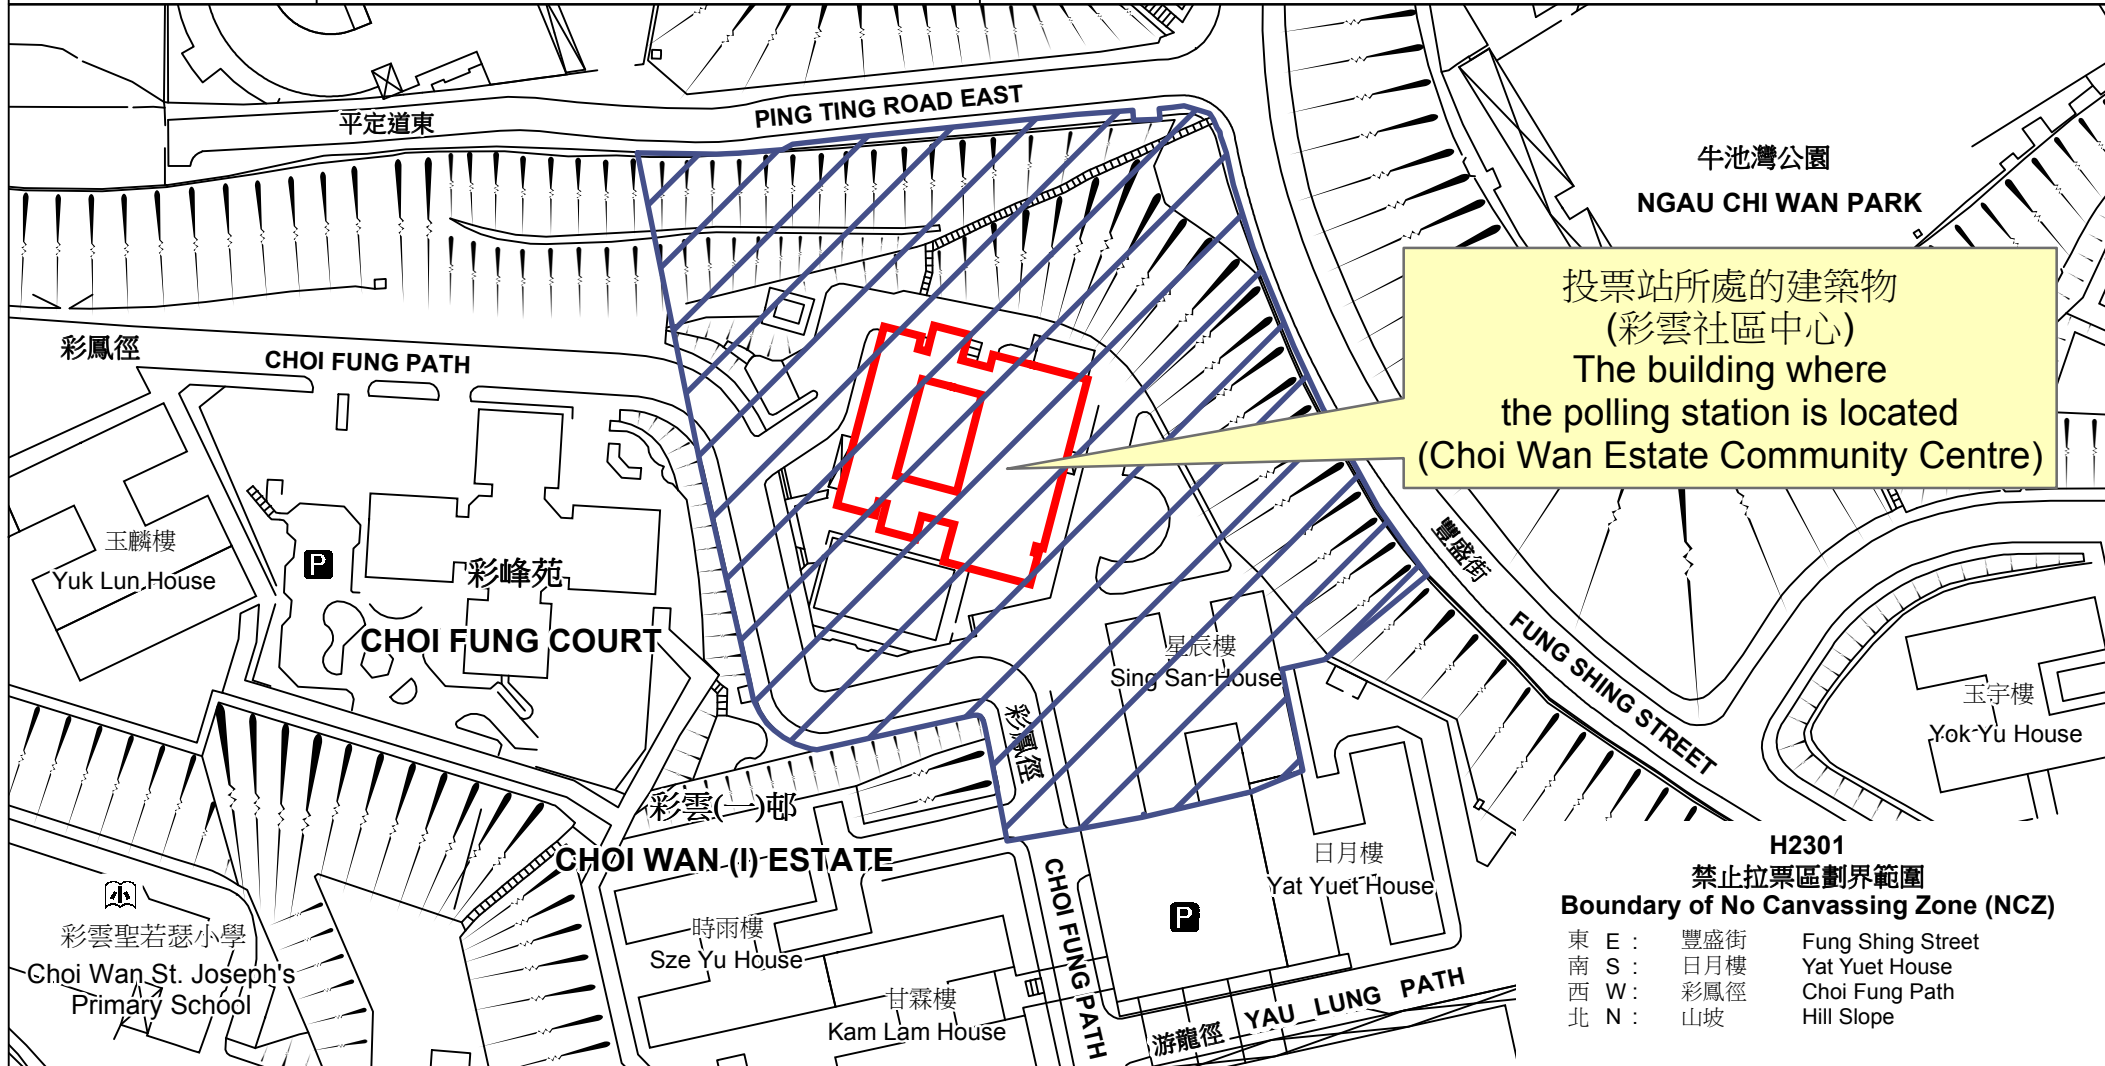 平定道東
PING TING ROAD EAST
牛池灣公園
NGAU CHI WAN PARK
投票站所處的建築物
(彩雲社區中心)
The building where
the polling station is located
(Choi Wan Estate Community Centre)
彩鳳徑
CHOI FUNG PATH
玉麟樓
Yuk Lun House
P
彩峰苑
CHOI FUNG COURT
豐盛街
FUNG SHING STREET
星辰樓
Sing San House
彩鳳徑
玉宇樓
Yok Yu House
彩雲(一)邨
CHOI WAN (I) ESTATE
CHOI FUNG PATH
日月樓
Yat Yuet House
P
小
彩雲聖若瑟小學
Choi Wan St. Joseph's
Primary School
時雨樓
Sze Yu House
甘霖樓
Kam Lam House
游龍徑
YAU LUNG PATH
H2301
禁止拉票區劃界範圍
Boundary of No Canvassing Zone (NCZ)
東 E : 豐盛街 Fung Shing Street
南 S : 日月樓 Yat Yuet House
西 W : 彩鳳徑 Choi Fung Path
北 N : 山坡 Hill Slope